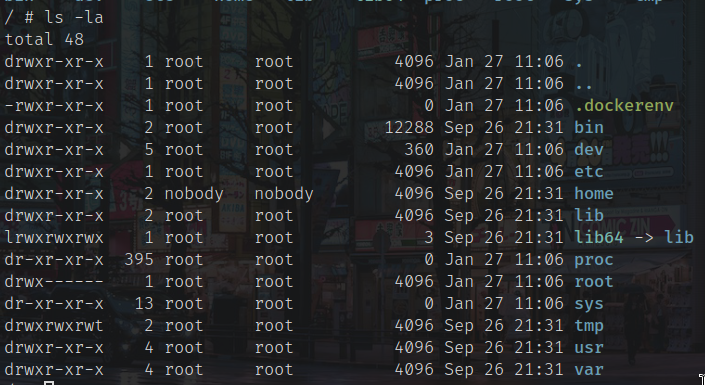 / # ls -la
total 48
drwxr-xr-x    1 root     root          4096 Jan 27 11:06 .
drwxr-xr-x    1 root     root          4096 Jan 27 11:06 ..
-rwxr-xr-x    1 root     root             0 Jan 27 11:06 .dockerenv
drwxr-xr-x    2 root     root         12288 Sep 26 21:31 bin
drwxr-xr-x    5 root     root           360 Jan 27 11:06 dev
drwxr-xr-x    1 root     root          4096 Jan 27 11:06 etc
drwxr-xr-x    2 nobody   nobody        4096 Sep 26 21:31 home
drwxr-xr-x    2 root     root          4096 Sep 26 21:31 lib
lrwxrwxrwx    1 root     root             3 Sep 26 21:31 lib64 -> lib
dr-xr-xr-x  395 root     root             0 Jan 27 11:06 proc
drwx------    1 root     root          4096 Jan 27 11:06 root
dr-xr-xr-x   13 root     root             0 Jan 27 11:06 sys
drwxrwxrwt    2 root     root          4096 Sep 26 21:31 tmp
drwxr-xr-x    4 root     root          4096 Sep 26 21:31 usr
drwxr-xr-x    4 root     root          4096 Sep 26 21:31 var